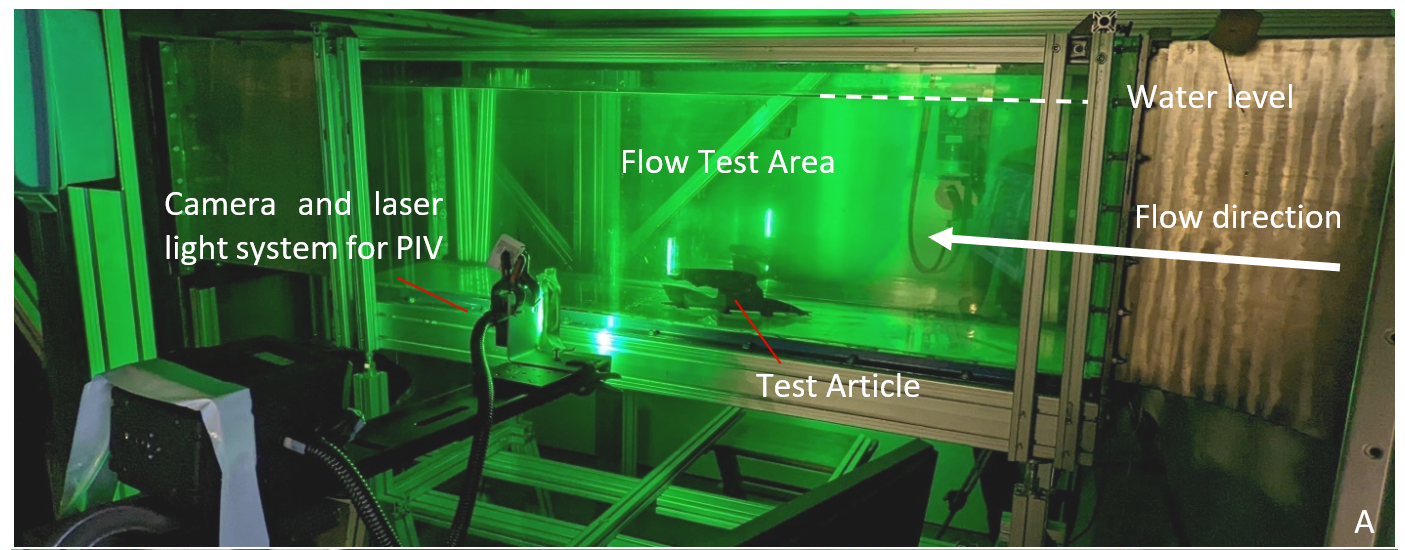 Water level
Flow Test Area
Camera and laser
light system for PIV
Flow direction
Test Article
A